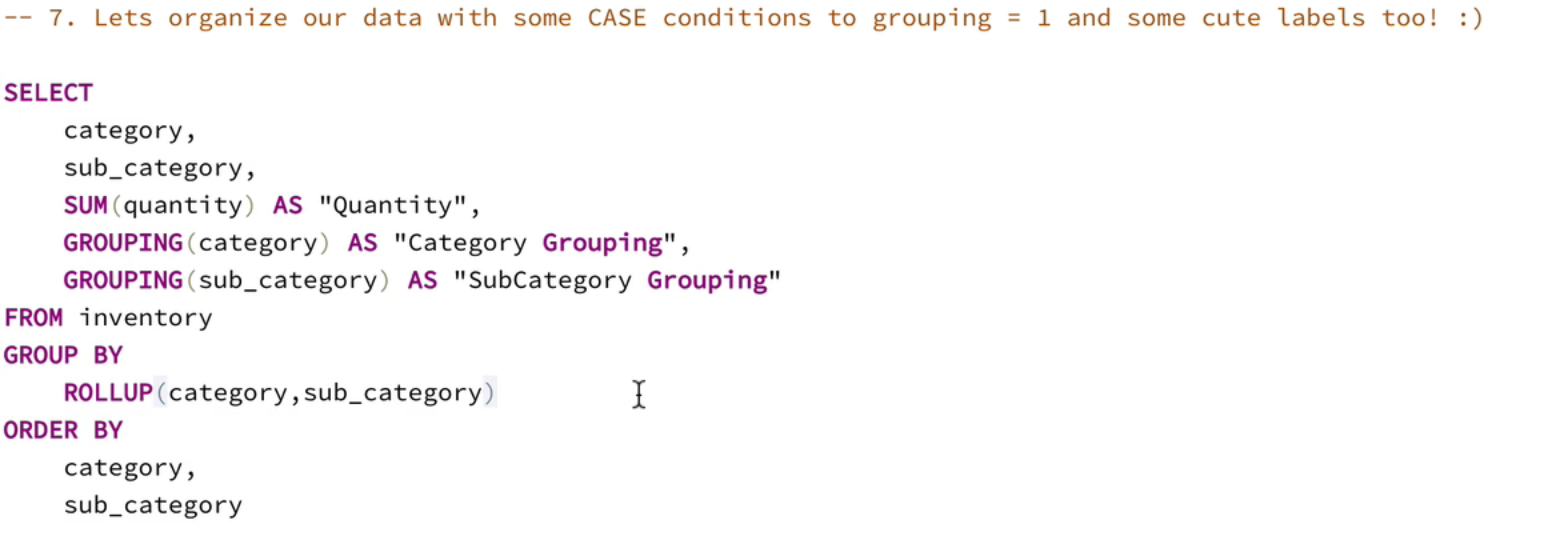 -- 7. Lets organize our data with some CASE conditions to grouping = 1 and some cute labels too! :)
SELECT
category,
sub_category,
SUM(quantity) AS "Quantity",
GROUPING(category) AS "Category Grouping",
GROUPING(sub_category) AS "SubCategory Grouping"
FROM inventory
GROUP BY
ROLLUP(category,sub_category)
ORDER BY
category,
sub_category